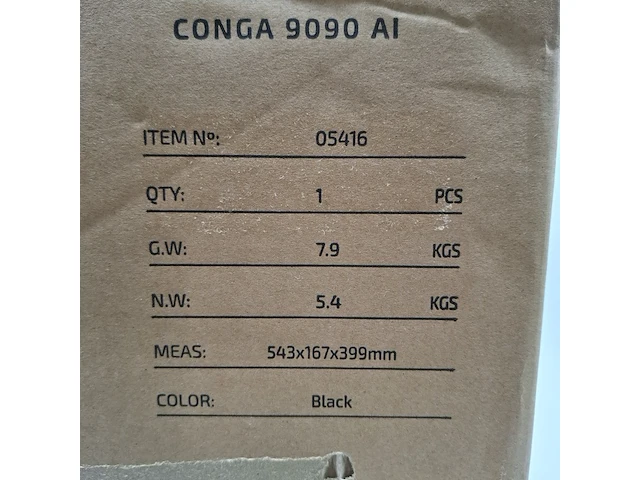 CONGA 9090 AI
ITEM Nº: 05416
QTY: 1 PCS
G.W: 7.9 KGS
N.W: 5.4 KGS
MEAS: 543x167x399mm
COLOR: Black